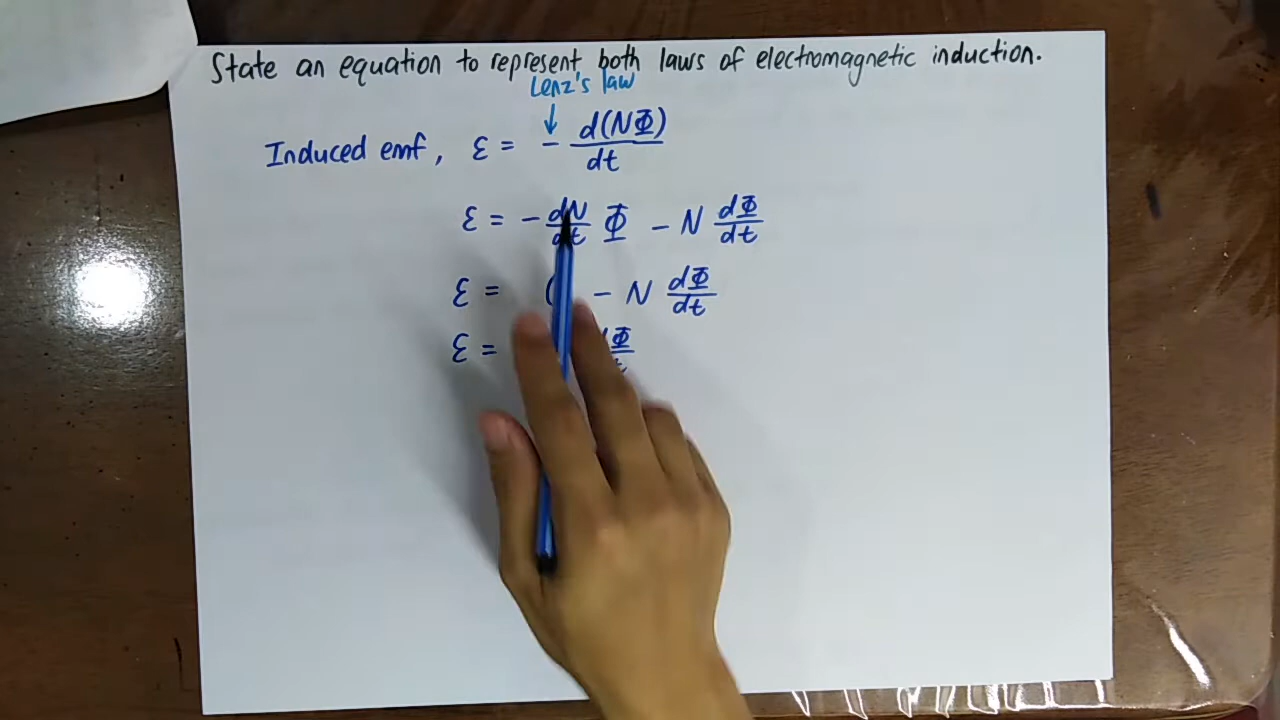 State an equation to represent both laws of electromagnetic induction.
Lenz's law
↓
Induced emf, ε = - d(NΦ)/dt
ε = - dN/dt Φ - N dΦ/dt
ε = - N dΦ/dt
ε = dΦ